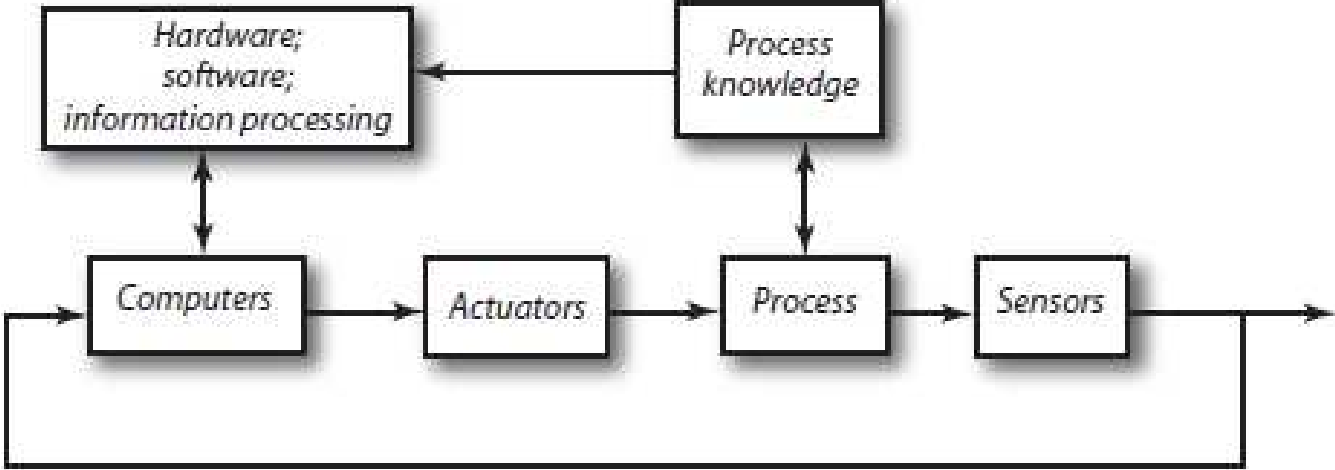 Hardware;
software;
information processing
Process
knowledge
Computers
Actuators
Process
Sensors